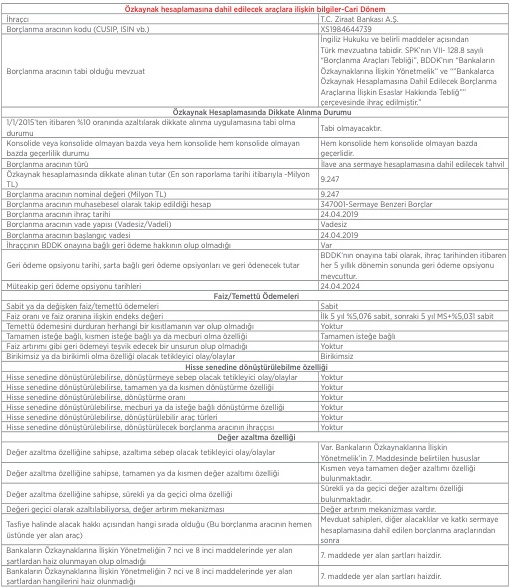 Özkaynak hesaplamasına dahil edilecek araçlara ilişkin bilgiler-Cari Dönem
İhraçcı T.C. Ziraat Bankası A.Ş.
Borçlanma aracının kodu (CUSIP, ISIN vb.) XS1984644739
Borçlanma aracının tabi olduğu mevzuat İngiliz Hukuku ve belirli maddeler açısından
Türk mevzuatına tabidir. SPK'nın VII- 128.8 sayılı
"Borçlanma Araçları Tebliği", BDDK'nın "Bankaların
Özkaynaklarına İlişkin Yönetmelik" ve ""Bankalarca
Özkaynak Hesaplamasına Dahil Edilecek Borçlanma
Araçlarına İlişkin Esaslar Hakkında Tebliğ""
çerçevesinde ihraç edilmiştir."
Özkaynak Hesaplamasında Dikkate Alınma Durumu
1/1/2015'ten itibaren %10 oranında azaltılarak dikkate alınma uygulamasına tabi olma
durumu Tabi olmayacaktır.
Konsolide veya konsolide olmayan bazda veya hem konsolide hem konsolide olmayan
bazda geçerlilik durumu
Hem konsolide hem konsolide olmayan bazda
geçerlidir.
Borçlanma aracının türü İlave ana sermaye hesaplamasına dahil edilecek tahvil
Özkaynak hesaplamasında dikkate alınan tutar (En son raporlama tarihi itibarıyla -Milyon
TL) 9.247
Borçlanma aracının nominal değeri (Milyon TL) 9.247
Borçlanma aracının muhasebesel olarak takip edildiği hesap 347001-Sermaye Benzeri Borçlar
Borçlanma aracının ihraç tarihi 24.04.2019
Borçlanma aracının vade yapısı (Vadesiz/Vadeli) Vadesiz
Borçlanma aracının başlangıç vadesi 24.04.2019
İhraççının BDDK onayına bağlı geri ödeme hakkının olup olmadığı Var
Geri ödeme opsiyonu tarihi, şarta bağlı geri ödeme opsiyonları ve geri ödenecek tutar BDDK'nın onayına tabi olarak, ihraç tarihinden itibaren
her 5 yıllık dönemin sonunda geri ödeme opsiyonu
mevcuttur.
Müteakip geri ödeme opsiyonu tarihleri 24.04.2024
Faiz/Temettü Ödemeleri
Sabit ya da değişken faiz/temettü ödemeleri Sabit
Faiz oranı ve faiz oranına ilişkin endeks değeri İlk 5 yıl %5,076 sabit, sonraki 5 yıl MS+%5,031 sabit
Temettü ödemesini durduran herhangi bir kısıtlamanın var olup olmadığı Yoktur
Tamamen isteğe bağlı, kısmen isteğe bağlı ya da mecburi olma özelliği Tamamen isteğe bağlı
Faiz artırımı gibi geri ödemeyi teşvik edecek bir unsurun olup olmadığı Yoktur
Birikimsiz ya da birikimli olma özelliği olacak tetikleyici olay/olaylar Birikimsiz
Hisse senedine dönüştürülebilme özelliği
Hisse senedine dönüştürülebilirse, dönüştürmeye sebep olacak tetikleyici olay/olaylar Yoktur
Hisse senedine dönüştürülebilirse, tamamen ya da kısmen dönüştürme özelliği Yoktur
Hisse senedine dönüştürülebilirse, dönüştürme oranı Yoktur
Hisse senedine dönüştürülebilirse, mecburi ya da isteğe bağlı dönüştürme özelliği Yoktur
Hisse senedine dönüştürülebilirse, dönüştürülebilir araç türleri Yoktur
Hisse senedine dönüştürülebilirse, dönüştürülecek borçlanma aracının ihraççısı Yoktur
Değer azaltma özelliği
Değer azaltma özelliğine sahipse, azaltıma sebep olacak tetikleyici olay/olaylar Var. Bankaların Özkaynaklarına İlişkin
Yönetmelik'in 7. Maddesinde belirtilen hususlar
Değer azaltma özelliğine sahipse, tamamen ya da kısmen değer azaltımı özelliği Kısmen veya tamamen değer azaltımı özelliği
bulunmaktadır.
Değer azaltma özelliğine sahipse, sürekli ya da geçici olma özelliği Sürekli ya da geçici değer azaltımı özelliği
bulunmaktadır.
Değeri geçici olarak azaltılabiliyorsa, değer artırım mekanizması Değer artırım mekanizması vardır.
Tasfiye halinde alacak hakkı açısından hangi sırada olduğu (Bu borçlanma aracının hemen
üstünde yer alan araç)
Mevduat sahipleri, diğer alacaklılar ve katkı sermaye
hesaplamasına dahil edilen borçlanma araçlarından
sonra
Bankaların Özkaynaklarına İlişkin Yönetmeliğin 7 nci ve 8 inci maddelerinde yer alan
şartlardan haiz olunmayan olup olmadığı 7. maddede yer alan şartları haizdir.
Bankaların Özkaynaklarına İlişkin Yönetmeliğin 7 nci ve 8 inci maddelerinde yer alan
şartlardan hangilerini haiz olunmadığı 7. maddede yer alan şartları haizdir.